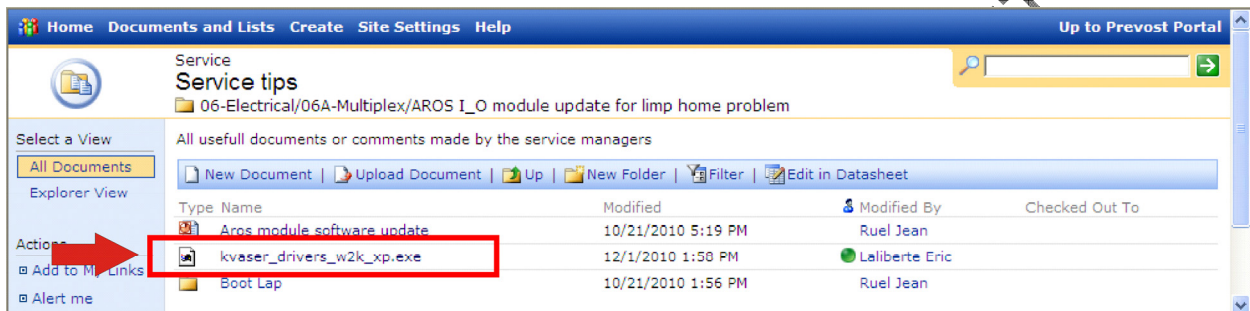 Home Documents and Lists Create Site Settings Help Up to Prevost Portal
Service
Service tips
06-Electrical/06A-Multiplex/AROS I_O module update for limp home problem
Select a View
All Documents
Explorer View
Actions
Add to My Links
Alert me
All usefull documents or comments made by the service managers
New Document | Upload Document | Up | New Folder | Filter | Edit in Datasheet
Type Name Modified Modified By Checked Out To
Aros module software update 10/21/2010 5:19 PM Ruel Jean
kvaser_drivers_w2k_xp.exe 12/1/2010 1:58 PM Laliberte Eric
Boot Lap 10/21/2010 1:56 PM Ruel Jean